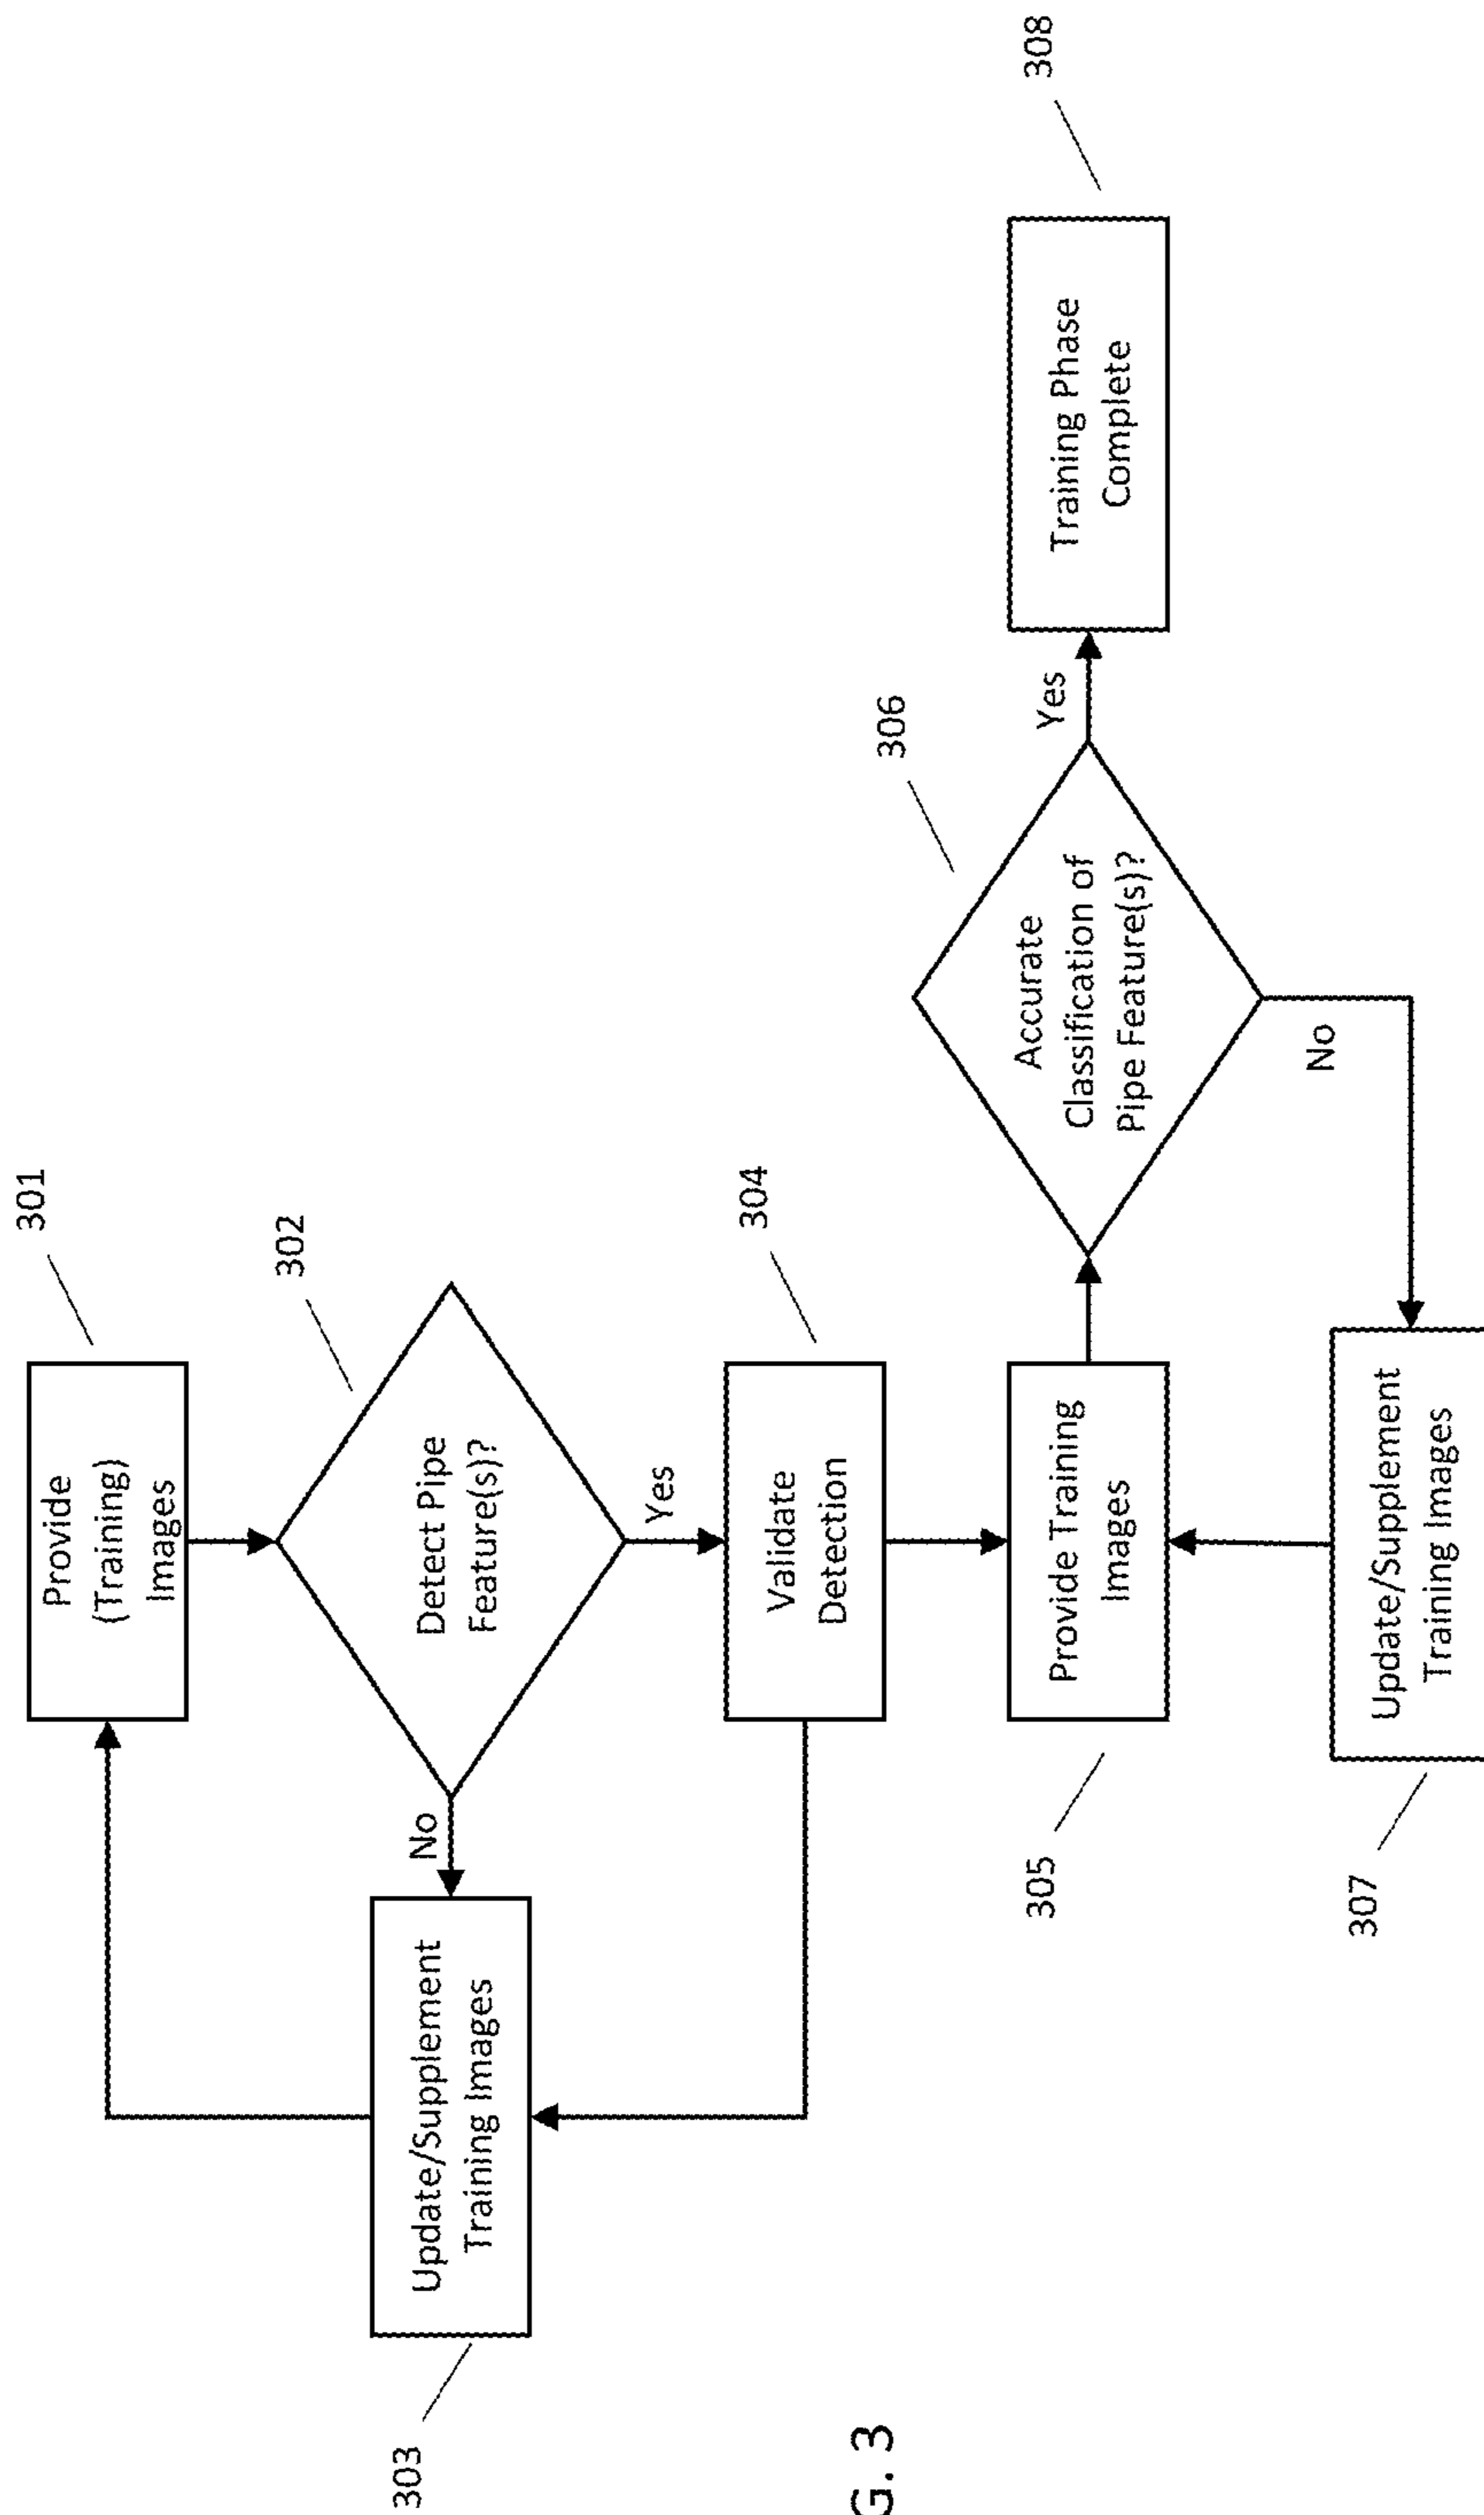 301
Provide
(Training)
Images
302
Detect Pipe
Feature(s)?
No
Yes
303
Update/Supplement
Training Images
304
Validate
Detection
305
Provide Training
Images
306
Accurate
Classification of
Pipe Feature(s)?
Yes
No
308
Training Phase
Complete
307
Update/Supplement
Training Images
G. 3